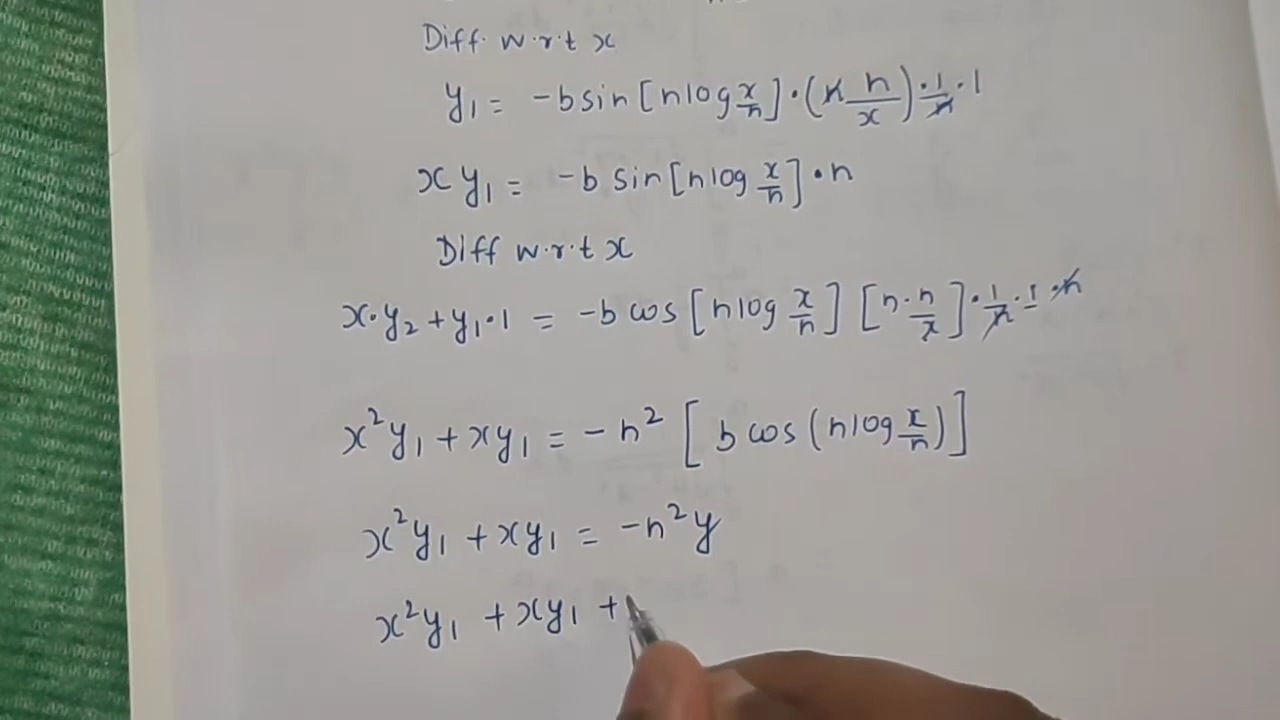 Diff. w.r.t x
y₁ = -b sin [n log x/n] · (n n/x) · 1/n · 1
x y₁ = -b sin [n log x/n] · n
Diff w.r.t x
x·y₂ + y₁·1 = -b cos [n log x/n] [n·n/x] · 1/n · 1 · n
x²y₁ + xy₁ = -n² [b cos (n log x/n)]
x²y₁ + xy₁ = -n²y
x²y₁ + xy₁ +